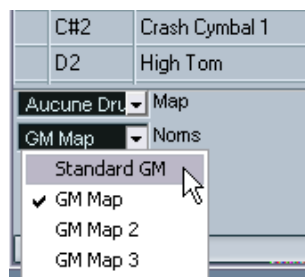 C#2 Crash Cymbal 1
D2 High Tom
Aucune Dru Map
GM Map Noms
Standard GM
GM Map
GM Map 2
GM Map 3